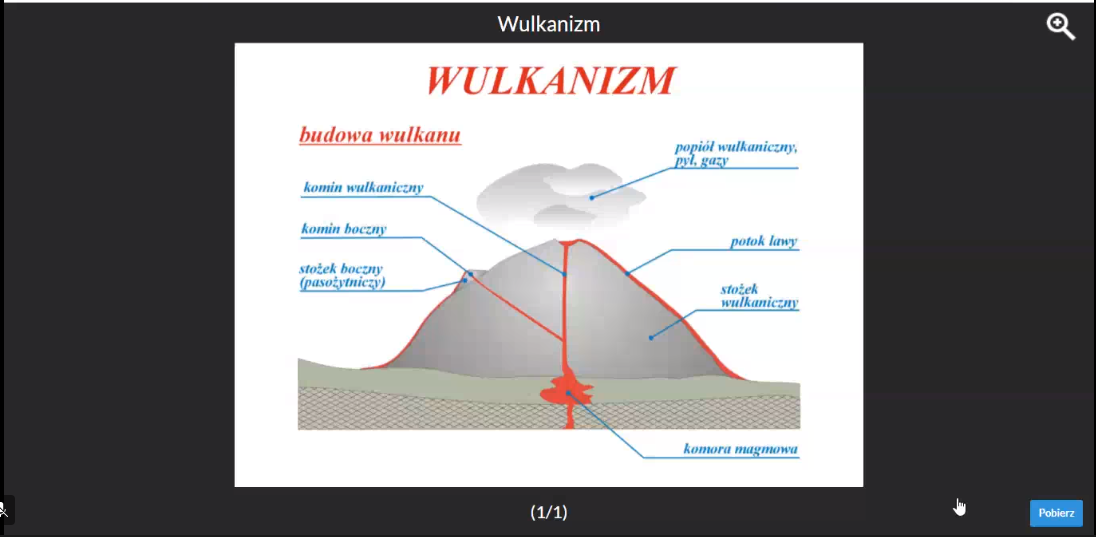 Wulkanizm
WULKANIZM
budowa wulkanu
popiół wulkaniczny,
pył, gazy
komin wulkaniczny
komin boczny
potok lawy
stożek boczny
(pasożytniczy)
stożek
wulkaniczny
komora magmowa
(1/1)
Pobierz